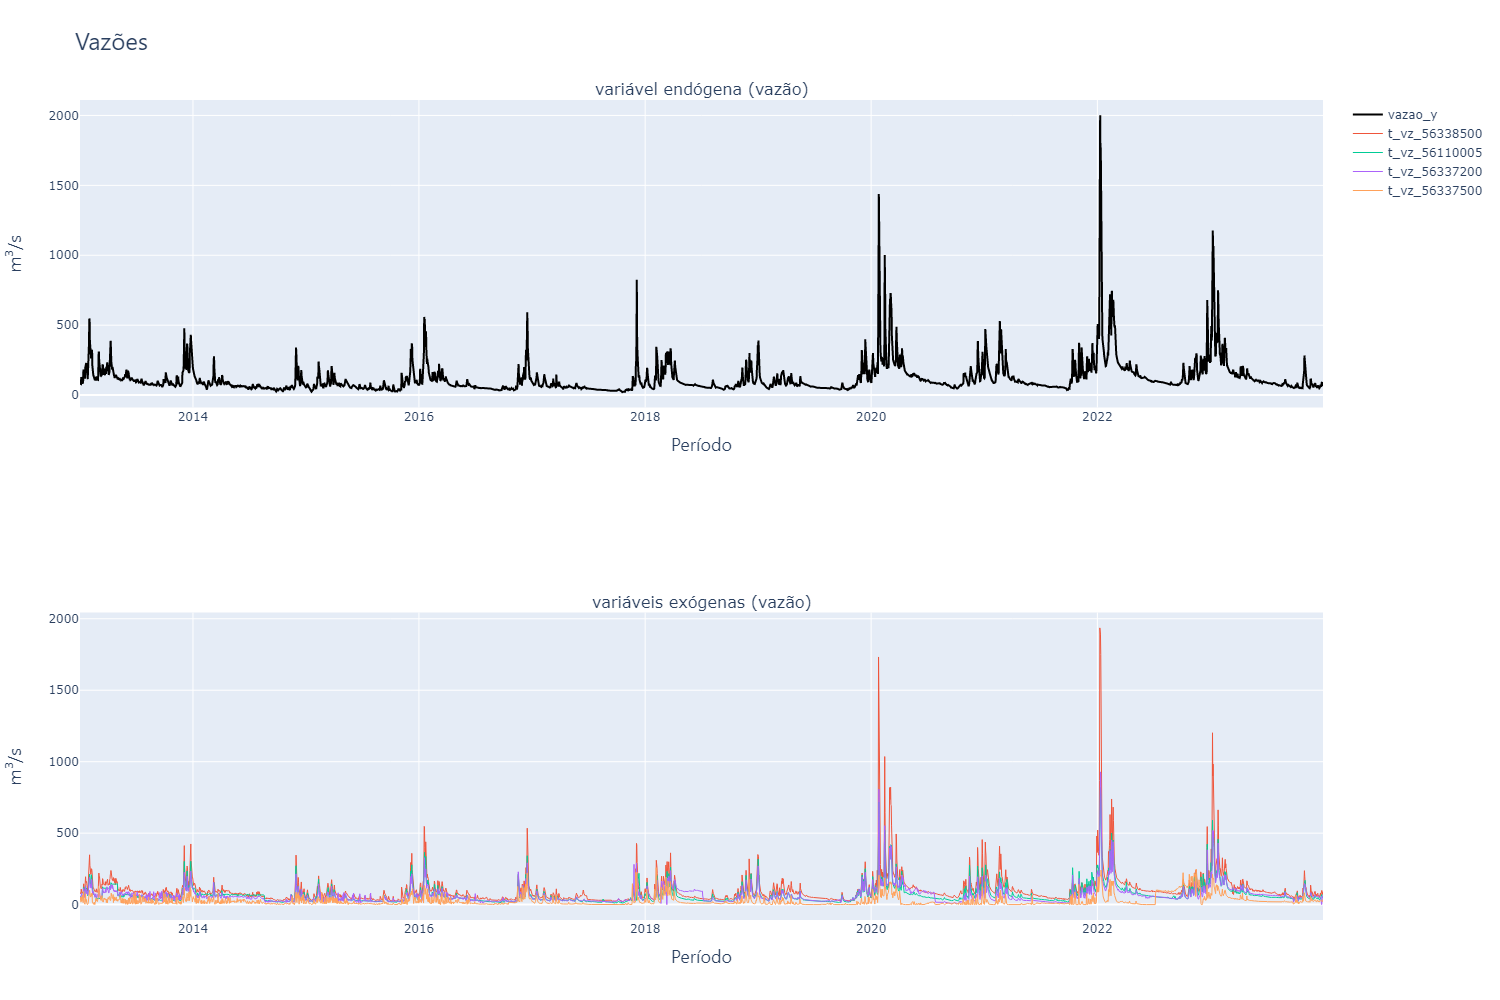 Vazões
variável endógena (vazão)
2000
1500
1000
500
0
m³/s
2014
2016
2018
2020
2022
Período
vazao_y
t_vz_56338500
t_vz_56110005
t_vz_56337200
t_vz_56337500
variáveis exógenas (vazão)
2000
1500
1000
500
0
m³/s
2014
2016
2018
2020
2022
Período